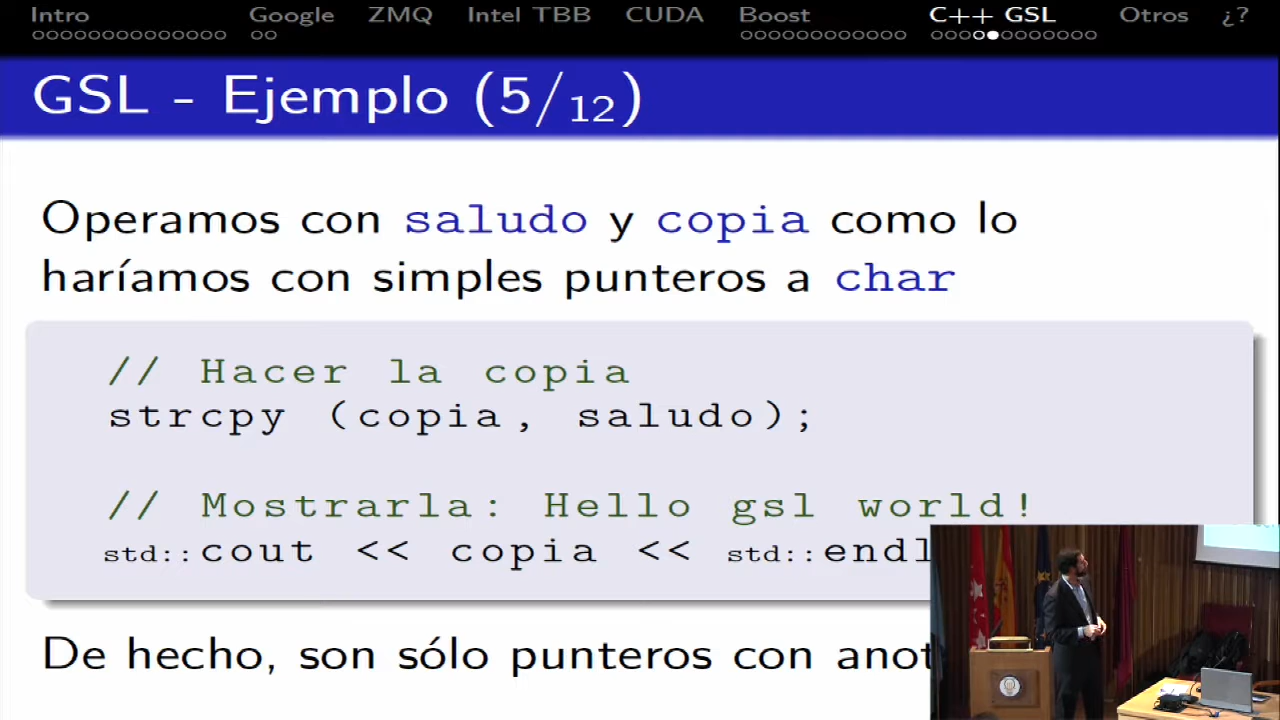 Intro Google ZMQ Intel TBB CUDA Boost C++ GSL Otros ¿?
GSL - Ejemplo (5/12)
Operamos con saludo y copia como lo
haríamos con simples punteros a char
// Hacer la copia
strcpy (copia, saludo);
// Mostrarla: Hello gsl world!
std::cout << copia << std::endl
De hecho, son sólo punteros con